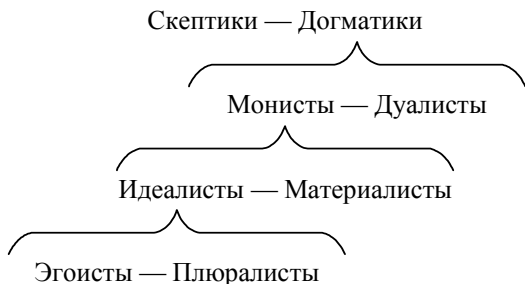 Скептики — Догматики
Монисты — Дуалисты
Идеалисты — Материалисты
Эгоисты — Плюралисты